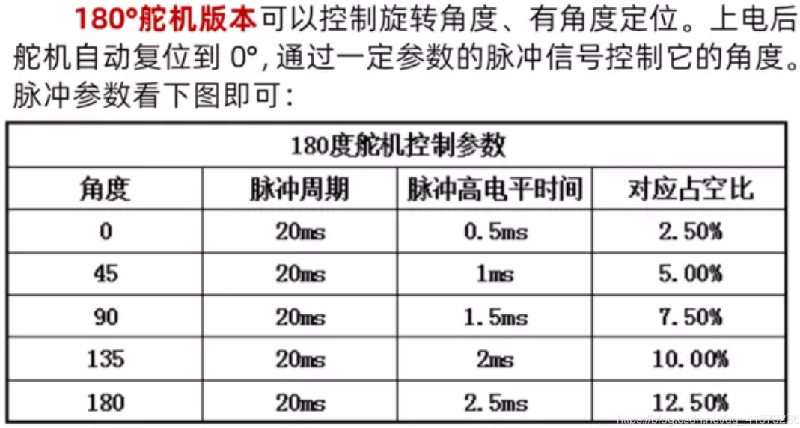 180°舵机版本可以控制旋转角度、有角度定位。上电后
舵机自动复位到 0°,通过一定参数的脉冲信号控制它的角度。
脉冲参数看下图即可:
180度舵机控制参数
角度 脉冲周期 脉冲高电平时间 对应占空比
0 20ms 0.5ms 2.50%
45 20ms 1ms 5.00%
90 20ms 1.5ms 7.50%
135 20ms 2ms 10.00%
180 20ms 2.5ms 12.50%